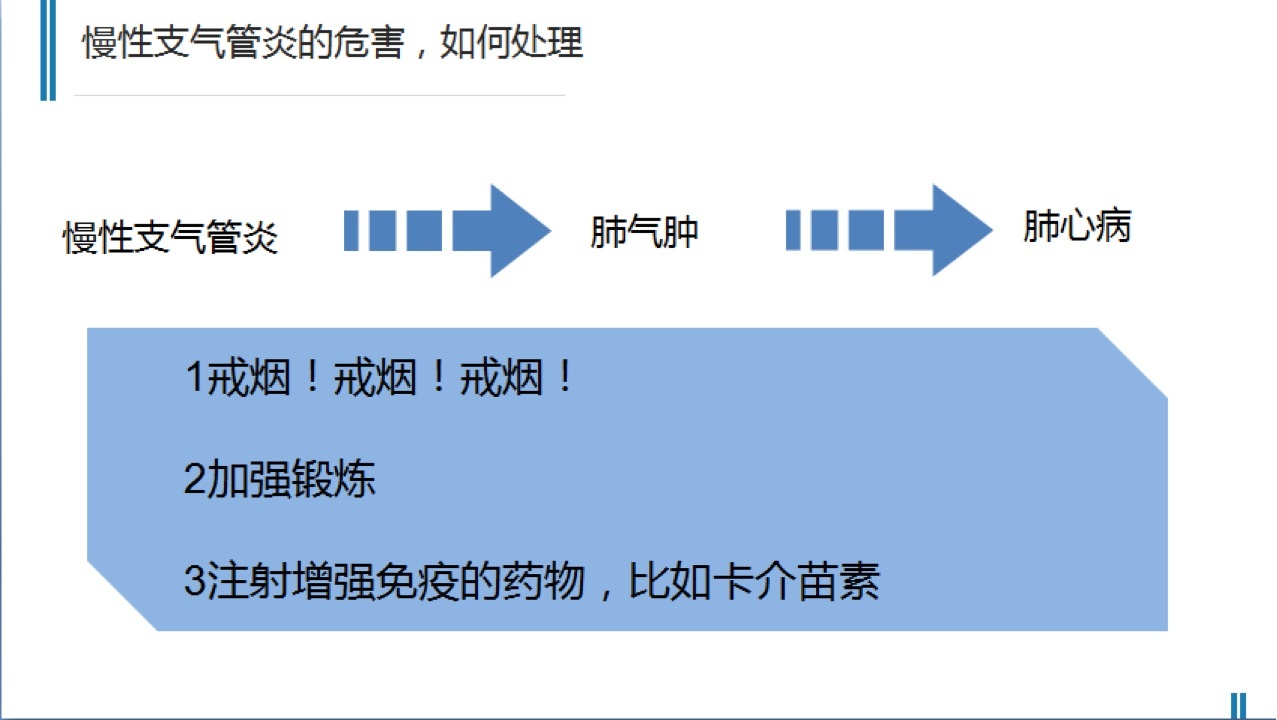 慢性支气管炎的危害，如何处理
慢性支气管炎
肺气肿
肺心病
1戒烟！戒烟！戒烟！
2加强锻炼
3注射增强免疫的药物，比如卡介苗素